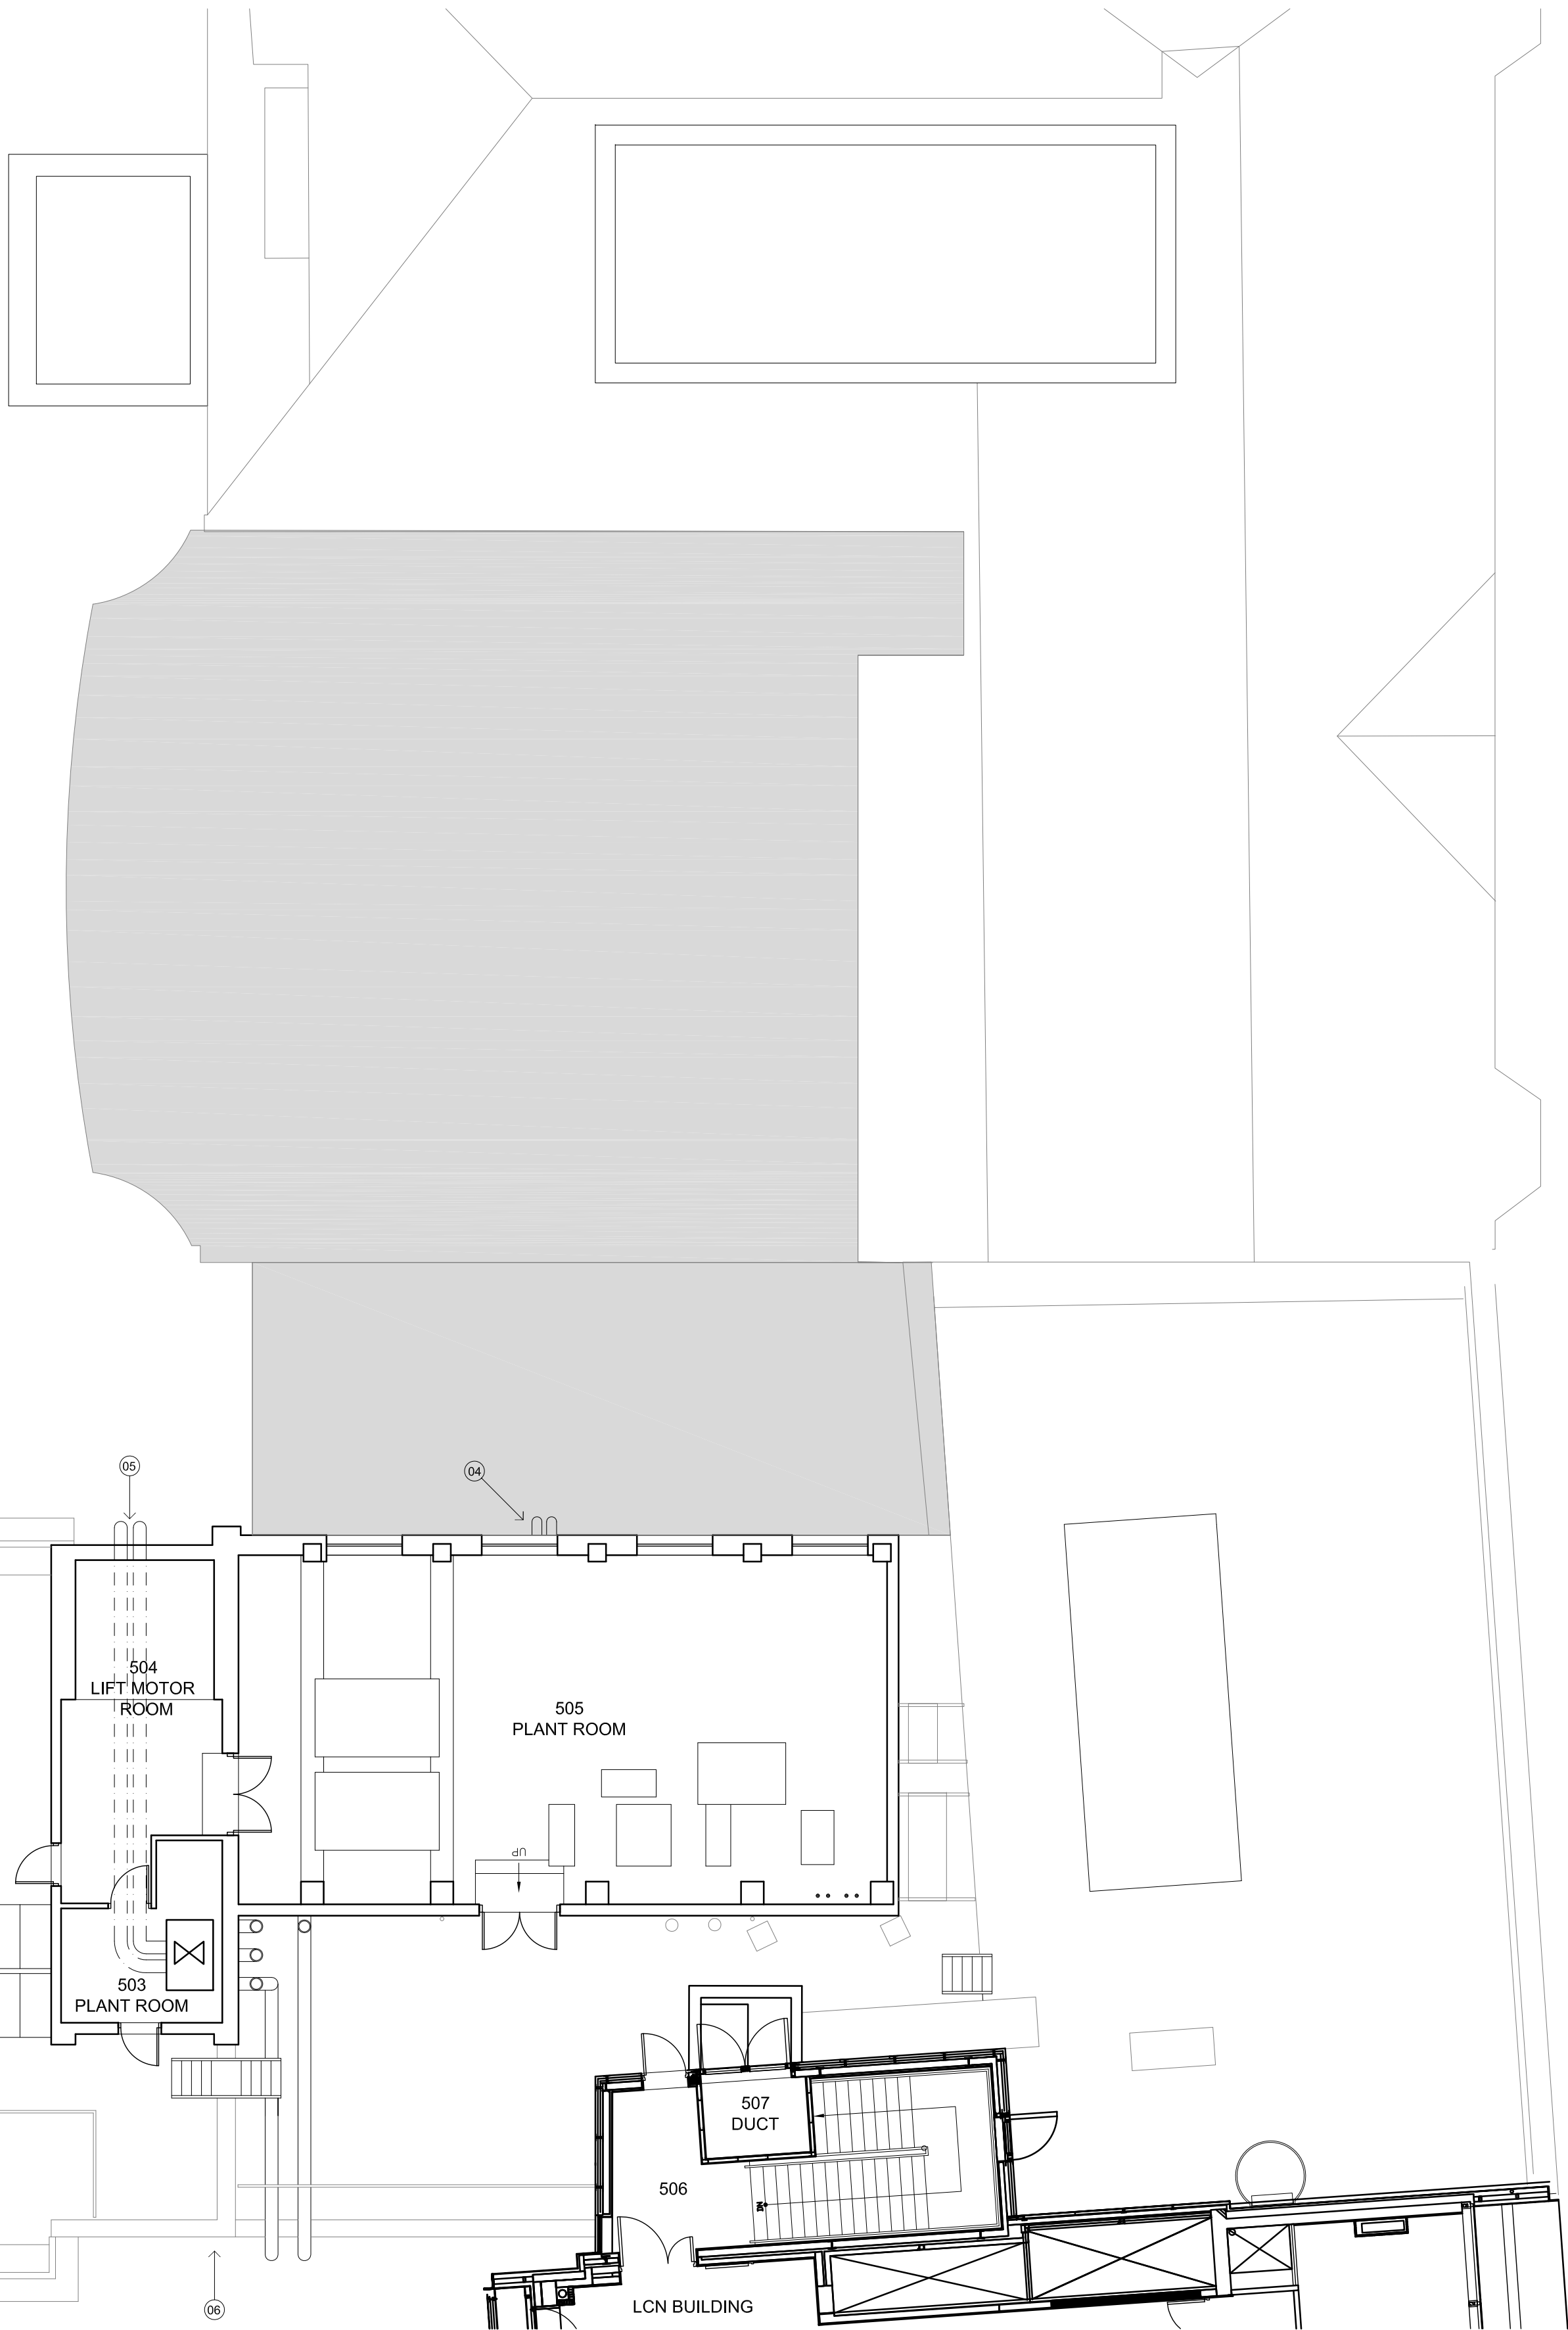 05
04
504
LIFT MOTOR
ROOM
505
PLANT ROOM
UP
503
PLANT ROOM
507
DUCT
506
LCN BUILDING
06